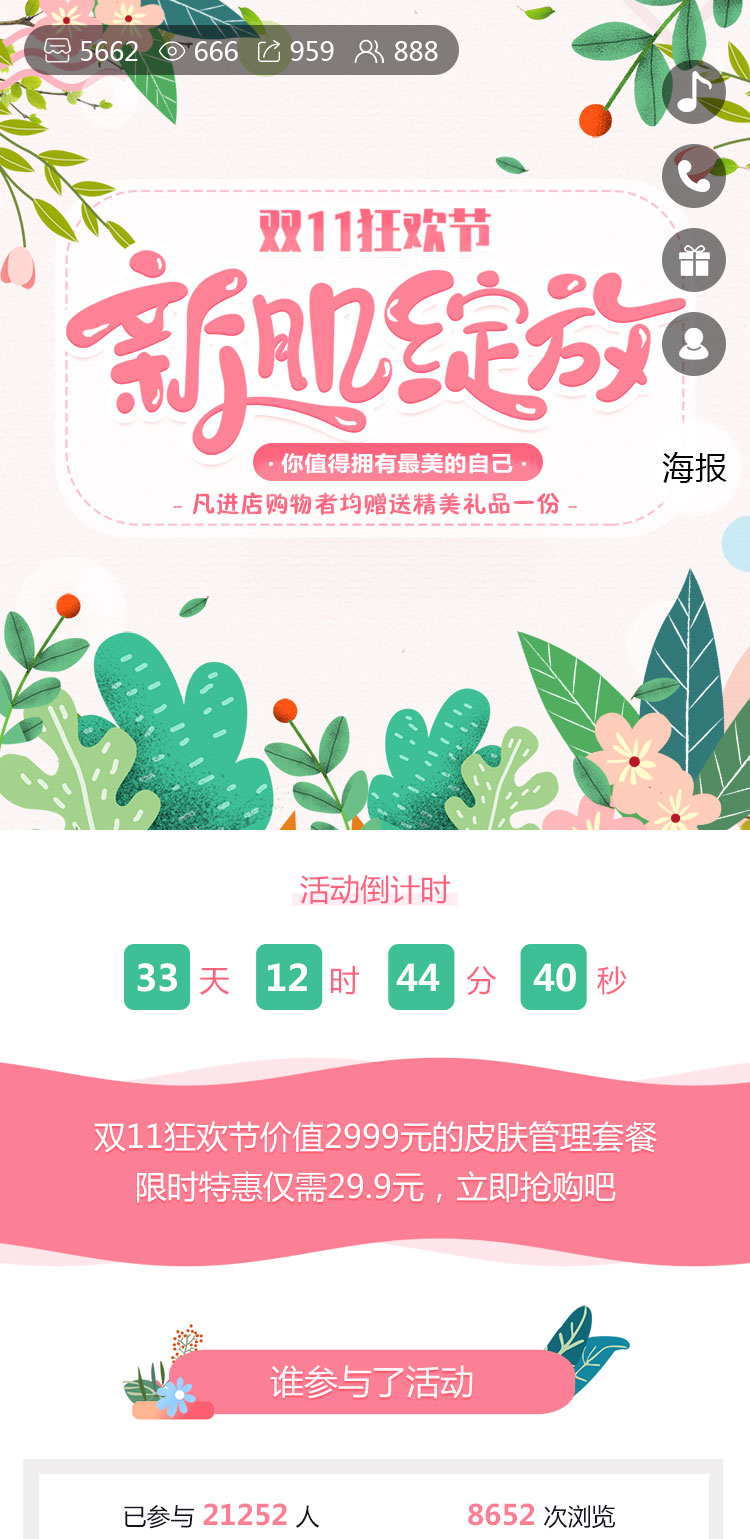 5662 666 959 888
双11狂欢节
新肌绽放
·你值得拥有最美的自己·
- 凡进店购物者均赠送精美礼品一份 -
海报
活动倒计时
33 天 12 时 44 分 40 秒
双11狂欢节价值2999元的皮肤管理套餐
限时特惠仅需29.9元，立即抢购吧
谁参与了活动
已参与 21252 人 8652 次浏览